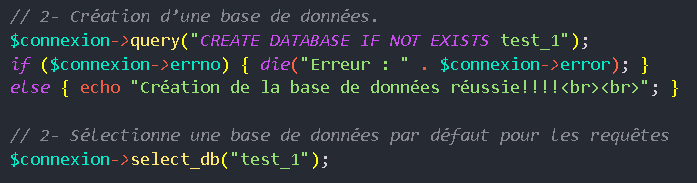 // 2- Création d’une base de données.
$connexion->query("CREATE DATABASE IF NOT EXISTS test_1");
if ($connexion->errno) { die("Erreur : " . $connexion->error); }
else { echo "Création de la base de données réussie!!!!<br><br>"; }
// 2- Sélectionne une base de données par défaut pour les requêtes
$connexion->select_db("test_1");